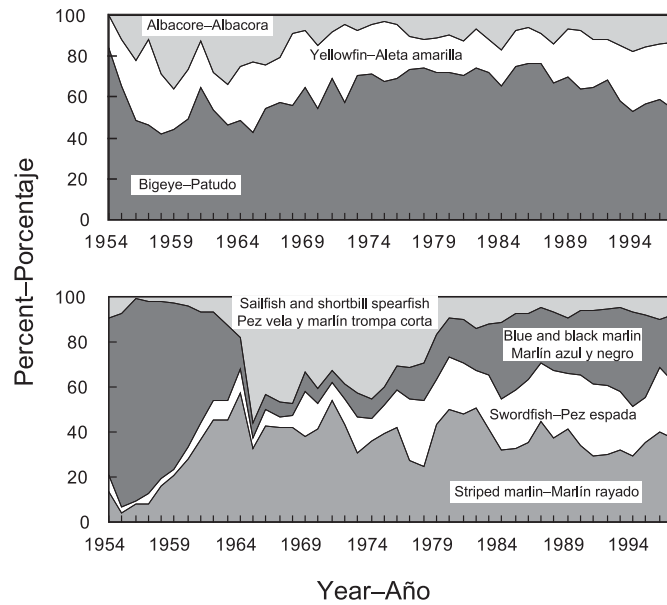 Percent–Porcentaje
100
80
60
40
20
0
Albacore–Albacora
Yellowfin–Aleta amarilla
Bigeye–Patudo
1954 1959 1964 1969 1974 1979 1984 1989 1994
100
80
60
40
20
0
Sailfish and shortbill spearfish
Pez vela y marlín trompa corta
Blue and black marlin
Marlín azul y negro
Swordfish–Pez espada
Striped marlin–Marlín rayado
1954 1959 1964 1969 1974 1979 1984 1989 1994
Year–Año